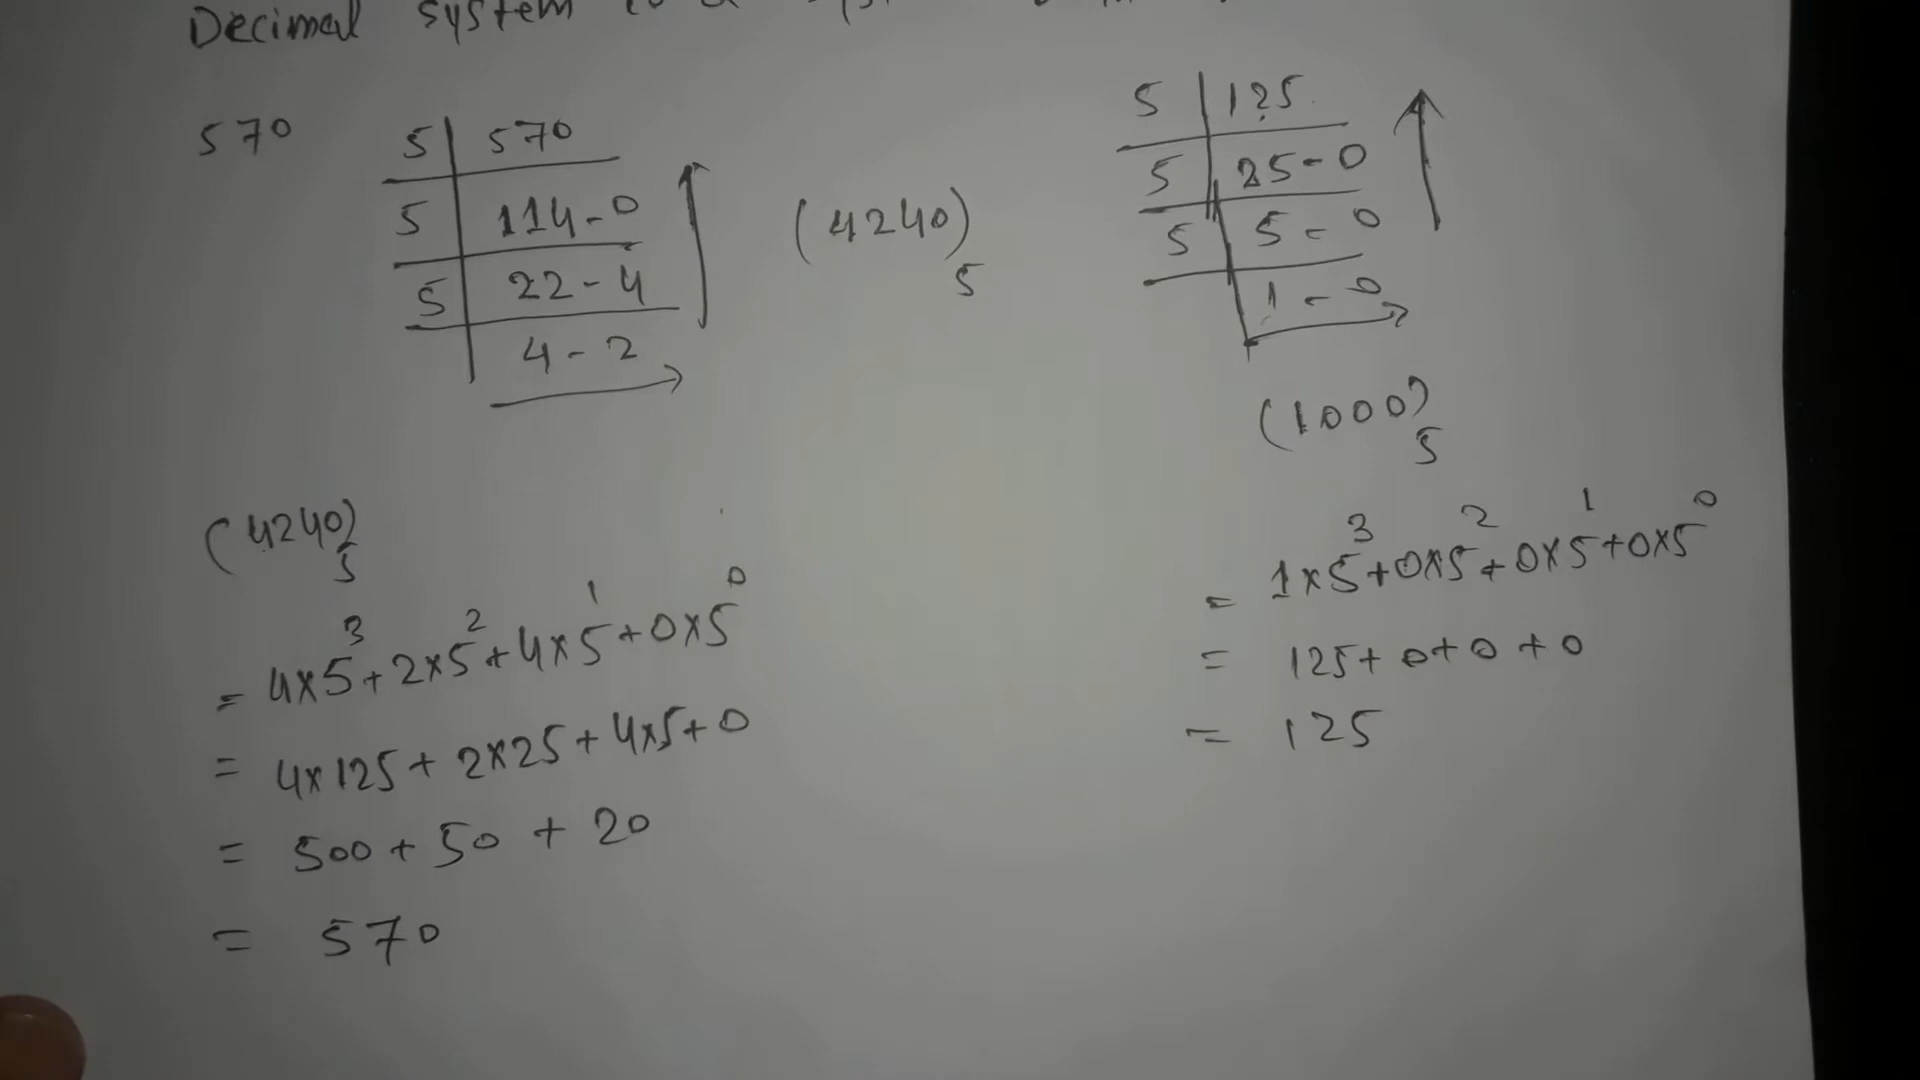 Decimal system
570
5 | 570
5 | 114 - 0
5 | 22 - 4
4 - 2
(4240)₅
5 | 125
5 | 25 - 0
5 | 5 - 0
1 - 0
(1000)₅
(4240)₅
= 4×5³+2×5²+4×5¹+0×5⁰
= 4×125+2×25+4×5+0
= 500+50+20
= 570
= 1×5³+0×5²+0×5¹+0×5⁰
= 125+0+0+0
= 125